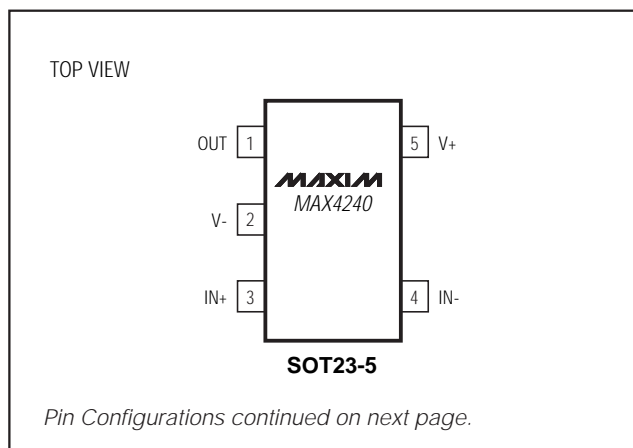 TOP VIEW
OUT 1
5 V+
MAXIM
MAX4240
V- 2
IN+ 3
4 IN-
SOT23-5
Pin Configurations continued on next page.